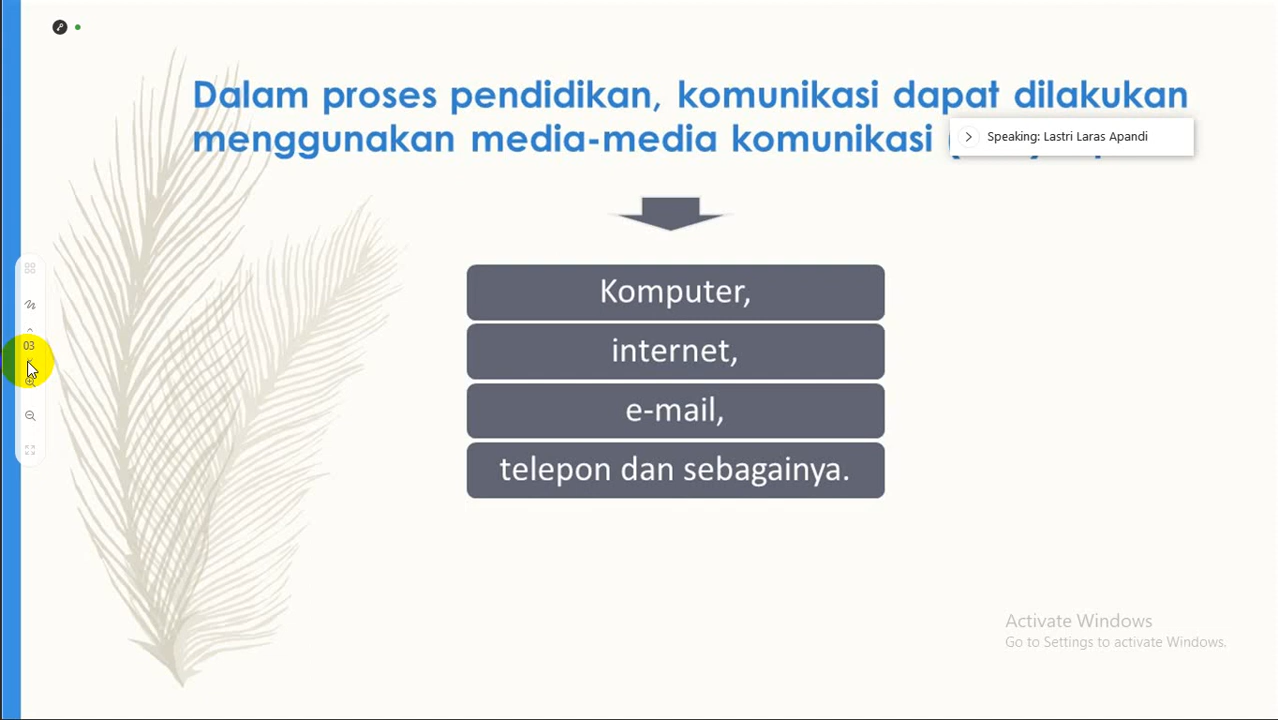 Dalam proses pendidikan, komunikasi dapat dilakukan
menggunakan media-media komunikasi
Speaking: Lastri Laras Apandi
Komputer,
internet,
03
e-mail,
telepon dan sebagainya.
Activate Windows
Go to Settings to activate Windows.